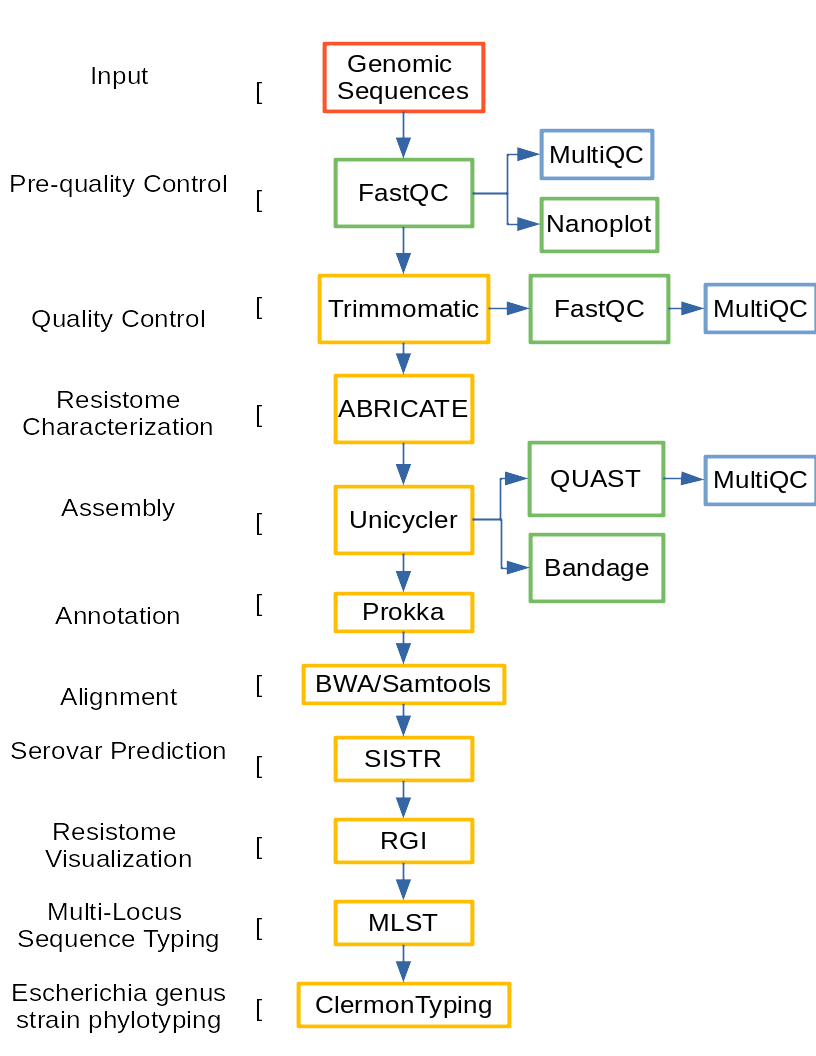 Input
[
Genomic
Sequences
Pre-quality Control
[
FastQC
MultiQC
Nanoplot
Quality Control
[
Trimmomatic
FastQC
MultiQC
Resistome
Characterization
[
ABRICATE
Assembly
[
Unicycler
QUAST
MultiQC
Bandage
Annotation
[
Prokka
Alignment
[
BWA/Samtools
Serovar Prediction
[
SISTR
Resistome
Visualization
[
RGI
Multi-Locus
Sequence Typing
[
MLST
Escherichia genus
strain phylotyping
[
ClermonTyping